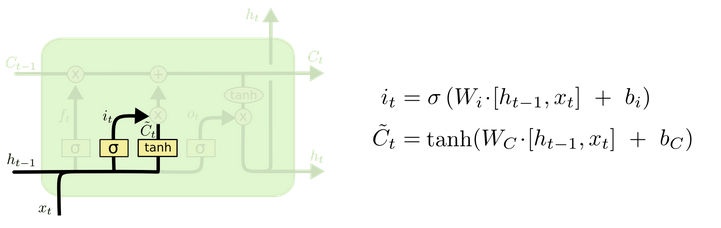 h_t
C_{t-1}
C_t
x
+
tanh
f_t
i_t
x
C̃_t
o_t
x
σ
σ
tanh
σ
h_{t-1}
h_t
x_t
i_t = σ (W_i·[h_{t-1}, x_t] + b_i)
C̃_t = tanh(W_C·[h_{t-1}, x_t] + b_C)